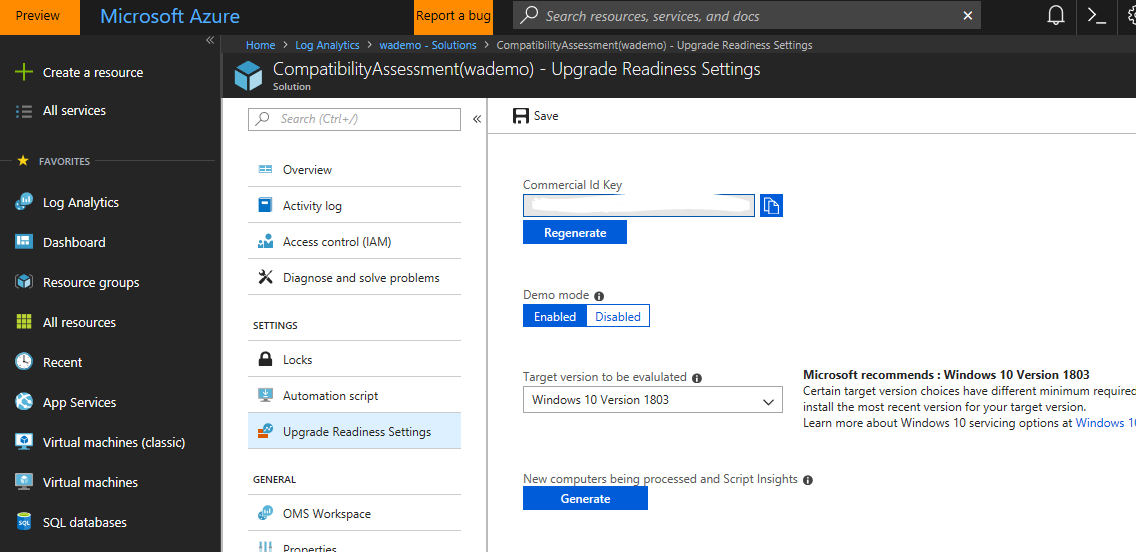 Preview
Microsoft Azure
Report a bug
Search resources, services, and docs
Home > Log Analytics > wademo - Solutions > CompatibilityAssessment(wademo) - Upgrade Readiness Settings
CompatibilityAssessment(wademo) - Upgrade Readiness Settings
Solution
Create a resource
All services
FAVORITES
Log Analytics
Dashboard
Resource groups
All resources
Recent
App Services
Virtual machines (classic)
Virtual machines
SQL databases
Search (Ctrl+/)
Overview
Activity log
Access control (IAM)
Diagnose and solve problems
SETTINGS
Locks
Automation script
Upgrade Readiness Settings
GENERAL
OMS Workspace
Properties
Save
Commercial Id Key
Regenerate
Demo mode
Enabled Disabled
Target version to be evalulated
Windows 10 Version 1803
Microsoft recommends : Windows 10 Version 1803
Certain target version choices have different minimum required
install the most recent version for your target version.
Learn more about Windows 10 servicing options at Windows 10
New computers being processed and Script Insights
Generate